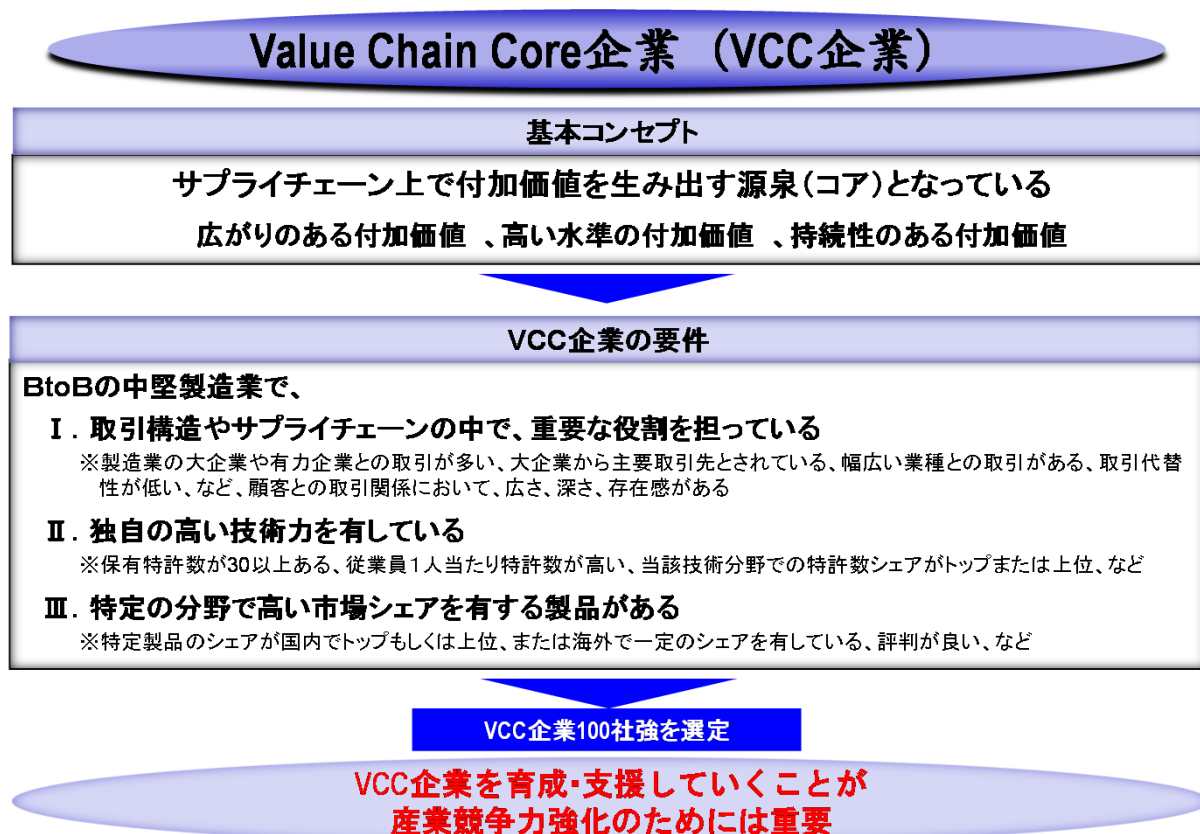 Value Chain Core企業 （VCC企業）
基本コンセプト
サプライチェーン上で付加価値を生み出す源泉（コア）となっている
広がりのある付加価値 、高い水準の付加価値 、持続性のある付加価値
VCC企業の要件
BtoBの中堅製造業で、
Ⅰ．取引構造やサプライチェーンの中で、重要な役割を担っている
※製造業の大企業や有力企業との取引が多い、大企業から主要取引先とされている、幅広い業種との取引がある、取引代替
性が低い、など、顧客との取引関係において、広さ、深さ、存在感がある
Ⅱ．独自の高い技術力を有している
※保有特許数が30以上ある、従業員１人当たり特許数が高い、当該技術分野での特許数シェアがトップまたは上位、など
Ⅲ．特定の分野で高い市場シェアを有する製品がある
※特定製品のシェアが国内でトップもしくは上位、または海外で一定のシェアを有している、評判が良い、など
VCC企業100社強を選定
VCC企業を育成・支援していくことが
産業競争力強化のためには重要